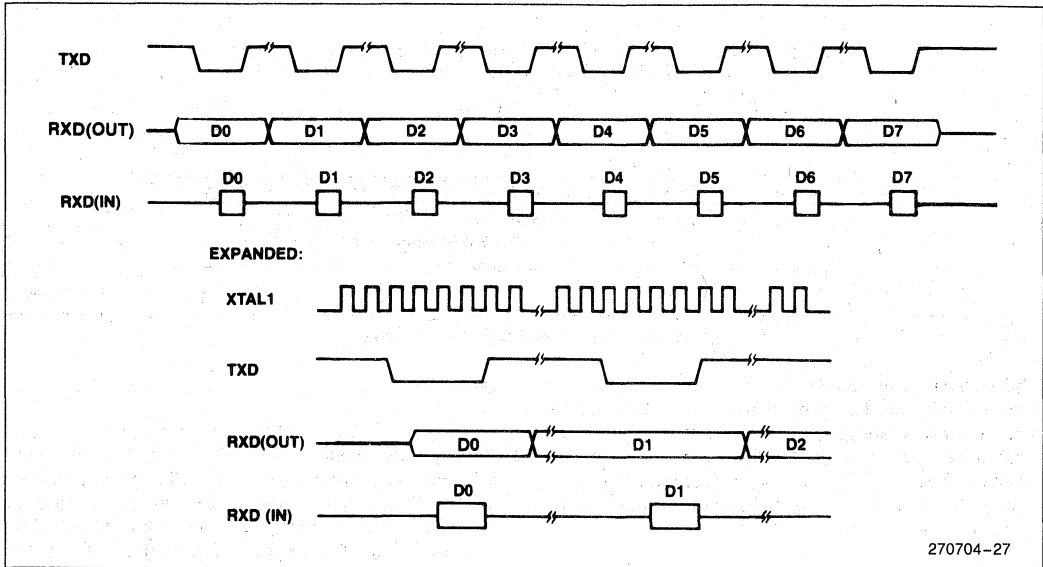 TXD
RXD(OUT) D0 D1 D2 D3 D4 D5 D6 D7
D0 D1 D2 D3 D4 D5 D6 D7
RXD(IN)
EXPANDED:
XTAL1
TXD
RXD(OUT) D0 D1 D2
D0 D1
RXD (IN)
270704-27